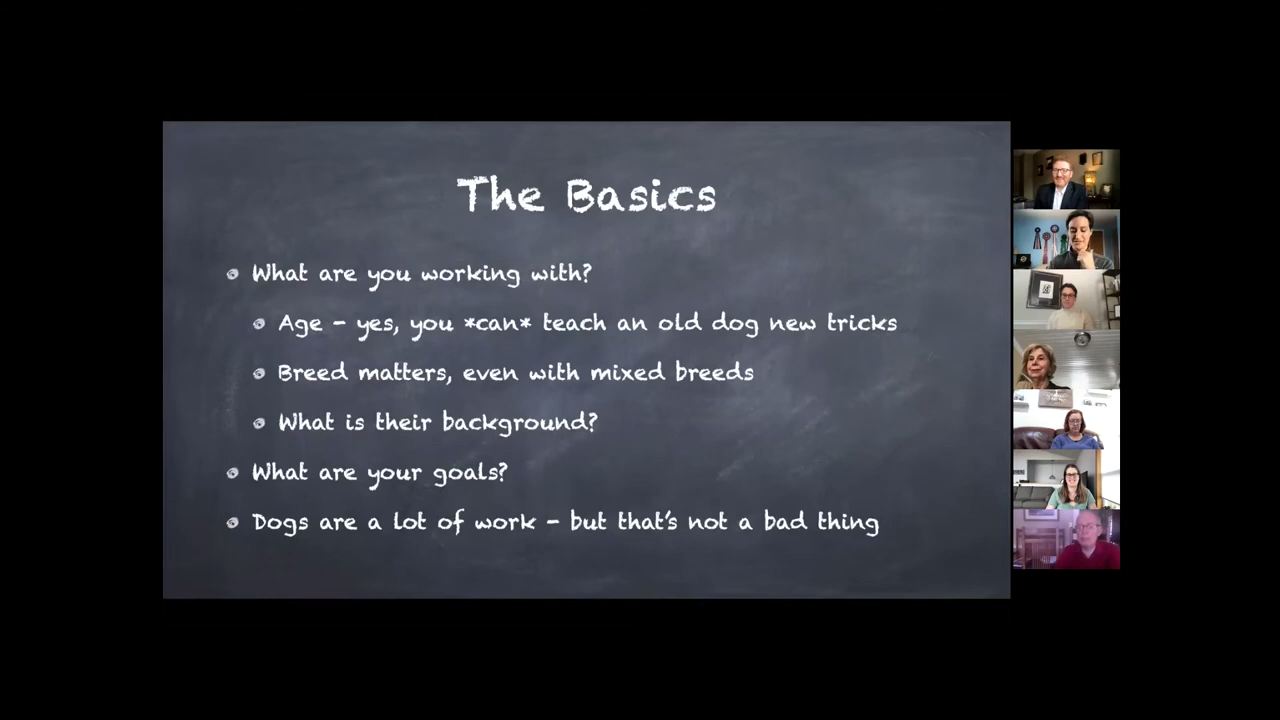 The Basics
What are you working with?
Age - yes, you *can* teach an old dog new tricks
Breed matters, even with mixed breeds
What is their background?
What are your goals?
Dogs are a lot of work - but that's not a bad thing